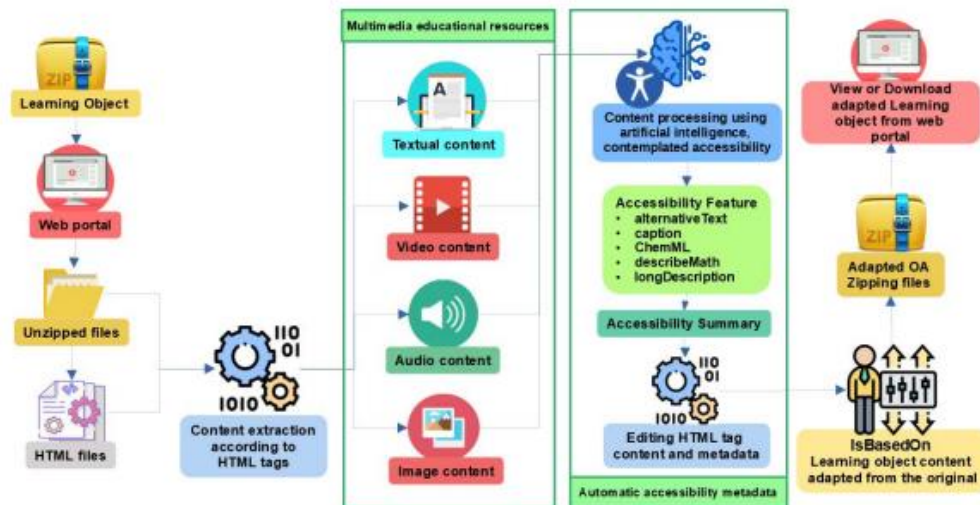 ZIP
Learning Object
Web portal
Unzipped files
HTML files
110
01
1010
Content extraction
according to
HTML tags
Multimedia educational resources
A
Textual content
Video content
Audio content
Image content
Content processing using
artificial intelligence,
contemplated accessibility
Accessibility Feature
• alternativeText
• caption
• ChemML
• describeMath
• longDescription
Accessibility Summary
110
01
1010
Editing HTML tag
content and metadata
Automatic accessibility metadata
View or Download
adapted Learning
object from web
portal
ZIP
Adapted OA
Zipping files
IsBasedOn
Learning object content
adapted from the original